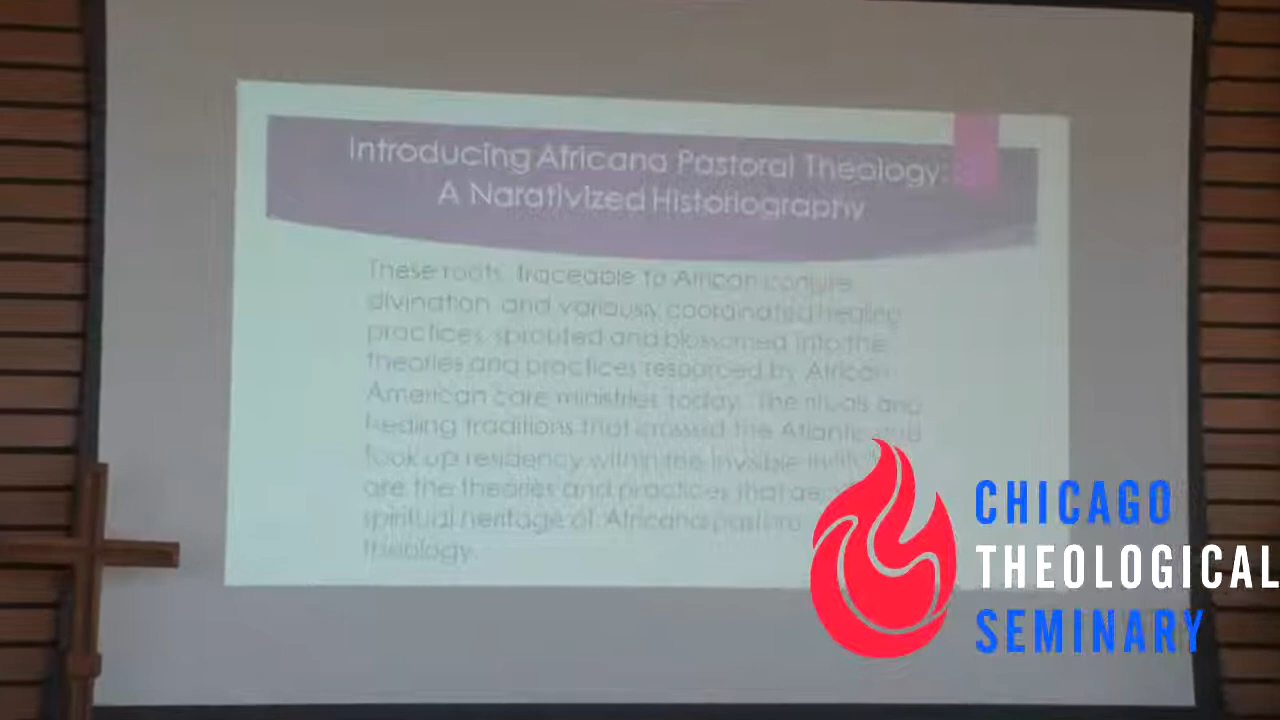 Introducing Africana Pastoral Theology:
A Narativized Historiography
These roots, traceable to African conjure
divination, and variously coordinated healing
practices, sprouted and blossomed into the
theories and practices resourced by African
American care ministries today. The rituals and
healing traditions that crossed the Atlantic and
took up residency within the invisible
are the theories and practices that
spiritual heritage of Africana pastoral
theology.
CHICAGO
THEOLOGICAL
SEMINARY